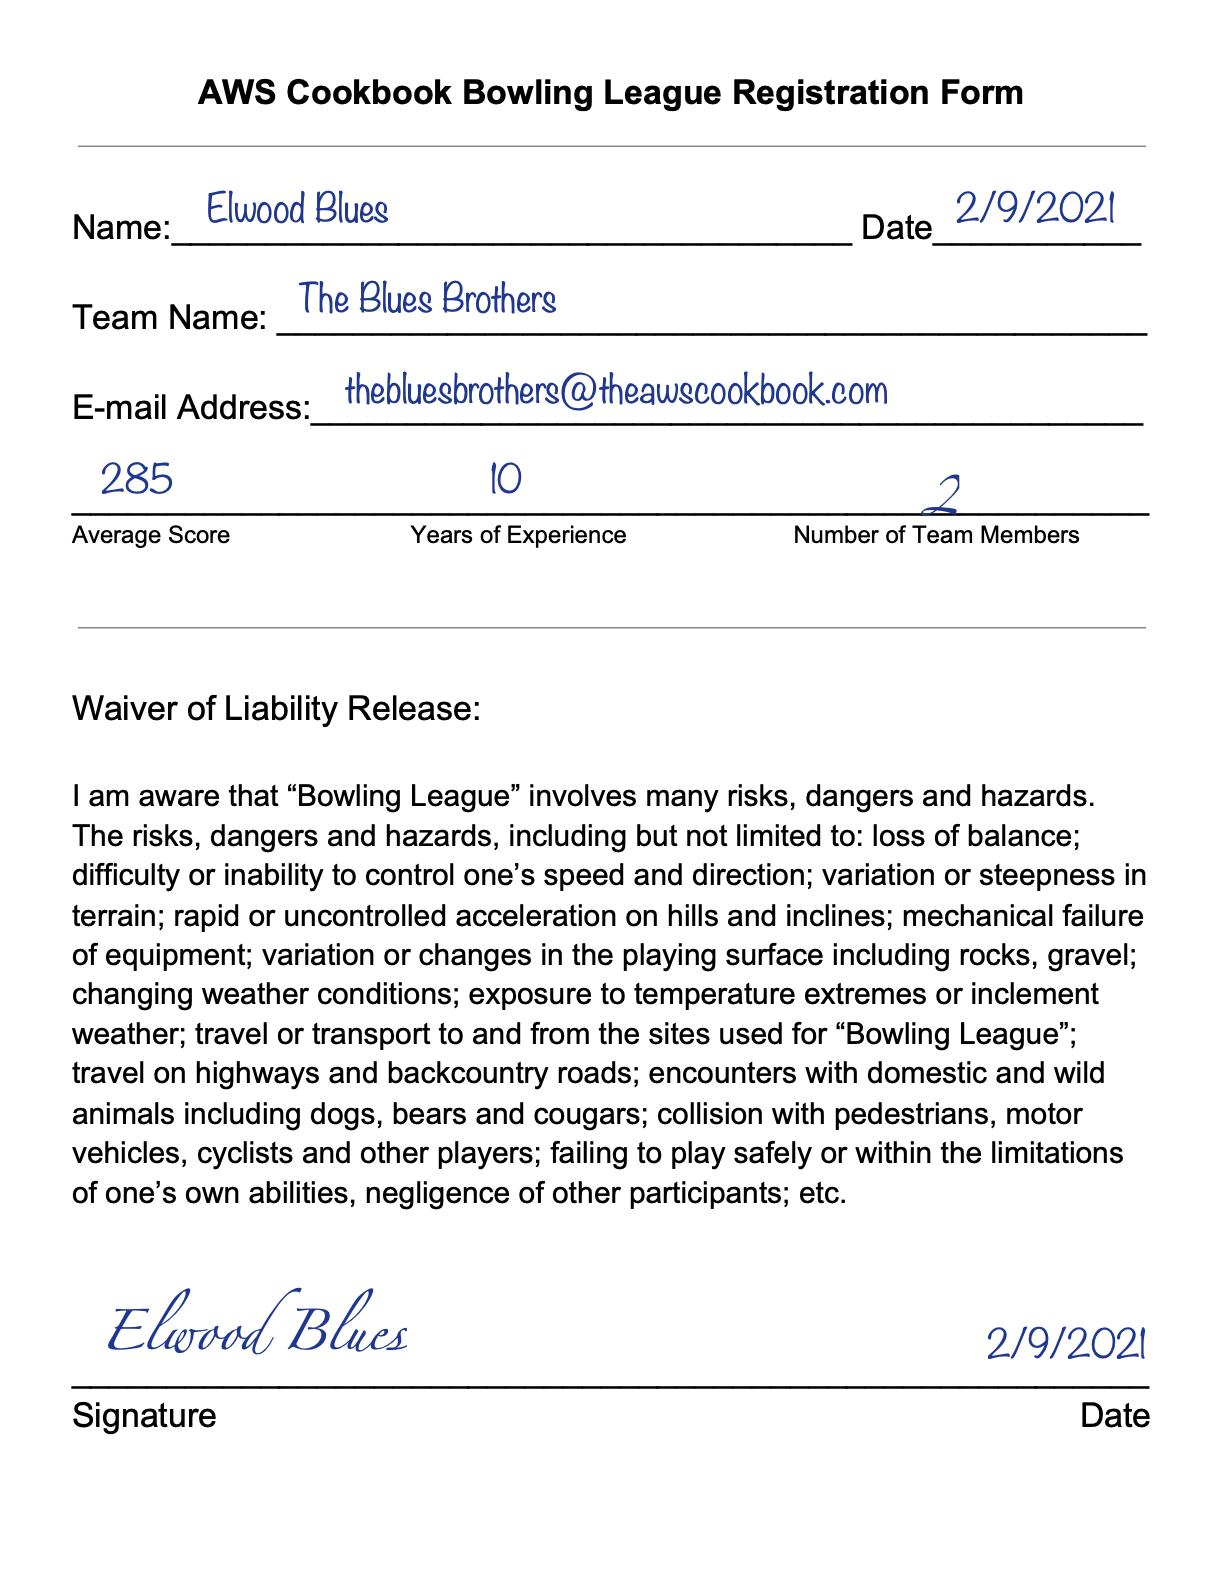 AWS Cookbook Bowling League Registration Form
Name: Elwood Blues Date 2/9/2021
Team Name: The Blues Brothers
E-mail Address: thebluesbrothers@theawscookbook.com
285 10 2
Average Score Years of Experience Number of Team Members
Waiver of Liability Release:
I am aware that “Bowling League” involves many risks, dangers and hazards.
The risks, dangers and hazards, including but not limited to: loss of balance;
difficulty or inability to control one’s speed and direction; variation or steepness in
terrain; rapid or uncontrolled acceleration on hills and inclines; mechanical failure
of equipment; variation or changes in the playing surface including rocks, gravel;
changing weather conditions; exposure to temperature extremes or inclement
weather; travel or transport to and from the sites used for “Bowling League”;
travel on highways and backcountry roads; encounters with domestic and wild
animals including dogs, bears and cougars; collision with pedestrians, motor
vehicles, cyclists and other players; failing to play safely or within the limitations
of one’s own abilities, negligence of other participants; etc.
Elwood Blues 2/9/2021
Signature Date